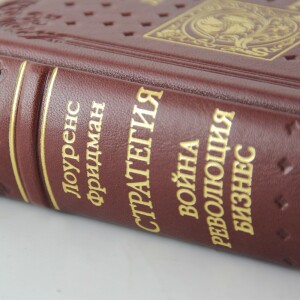 Лоуренс
Фридман
СТРАТЕГИЯ
ВОЙНА
РЕВОЛЮЦИЯ
БИЗНЕС